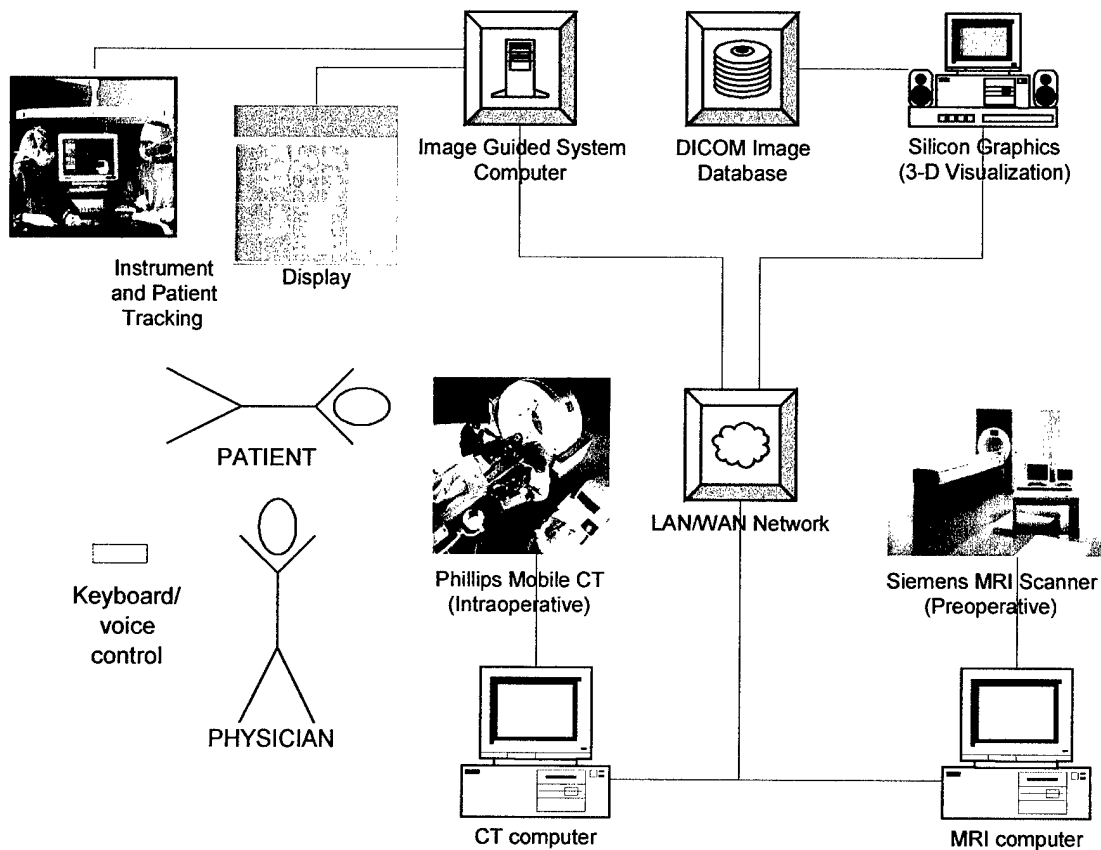 Image Guided System
Computer
DICOM Image
Database
Silicon Graphics
(3-D Visualization)
Instrument
and Patient
Tracking
Display
PATIENT
LAN/WAN Network
Keyboard/
voice
control
Phillips Mobile CT
(Intraoperative)
Siemens MRI Scanner
(Preoperative)
PHYSICIAN
CT computer
MRI computer